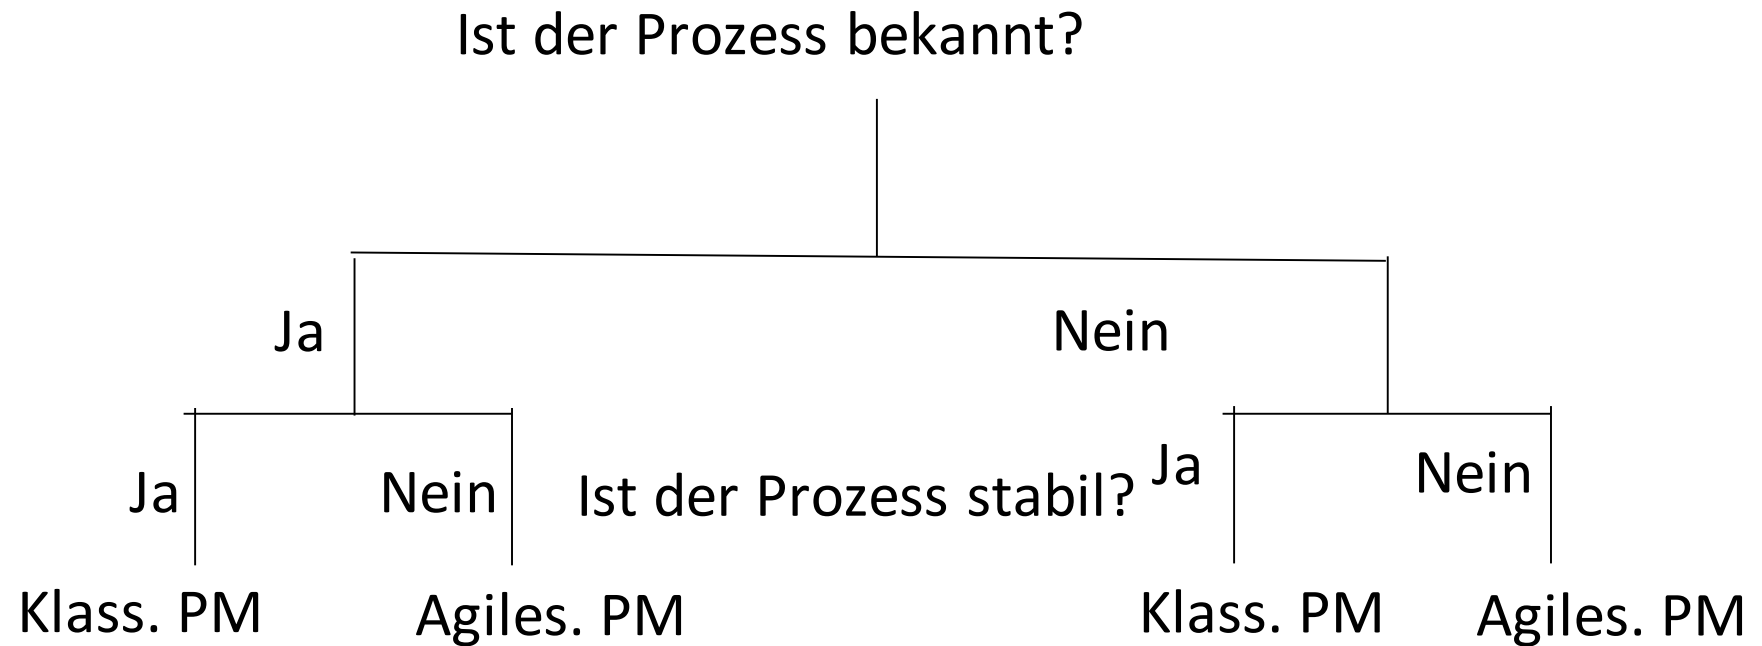 Ist der Prozess bekannt?
Ja
Nein
Ja
Nein
Ist der Prozess stabil?
Ja
Nein
Klass. PM
Agiles. PM
Klass. PM
Agiles. PM